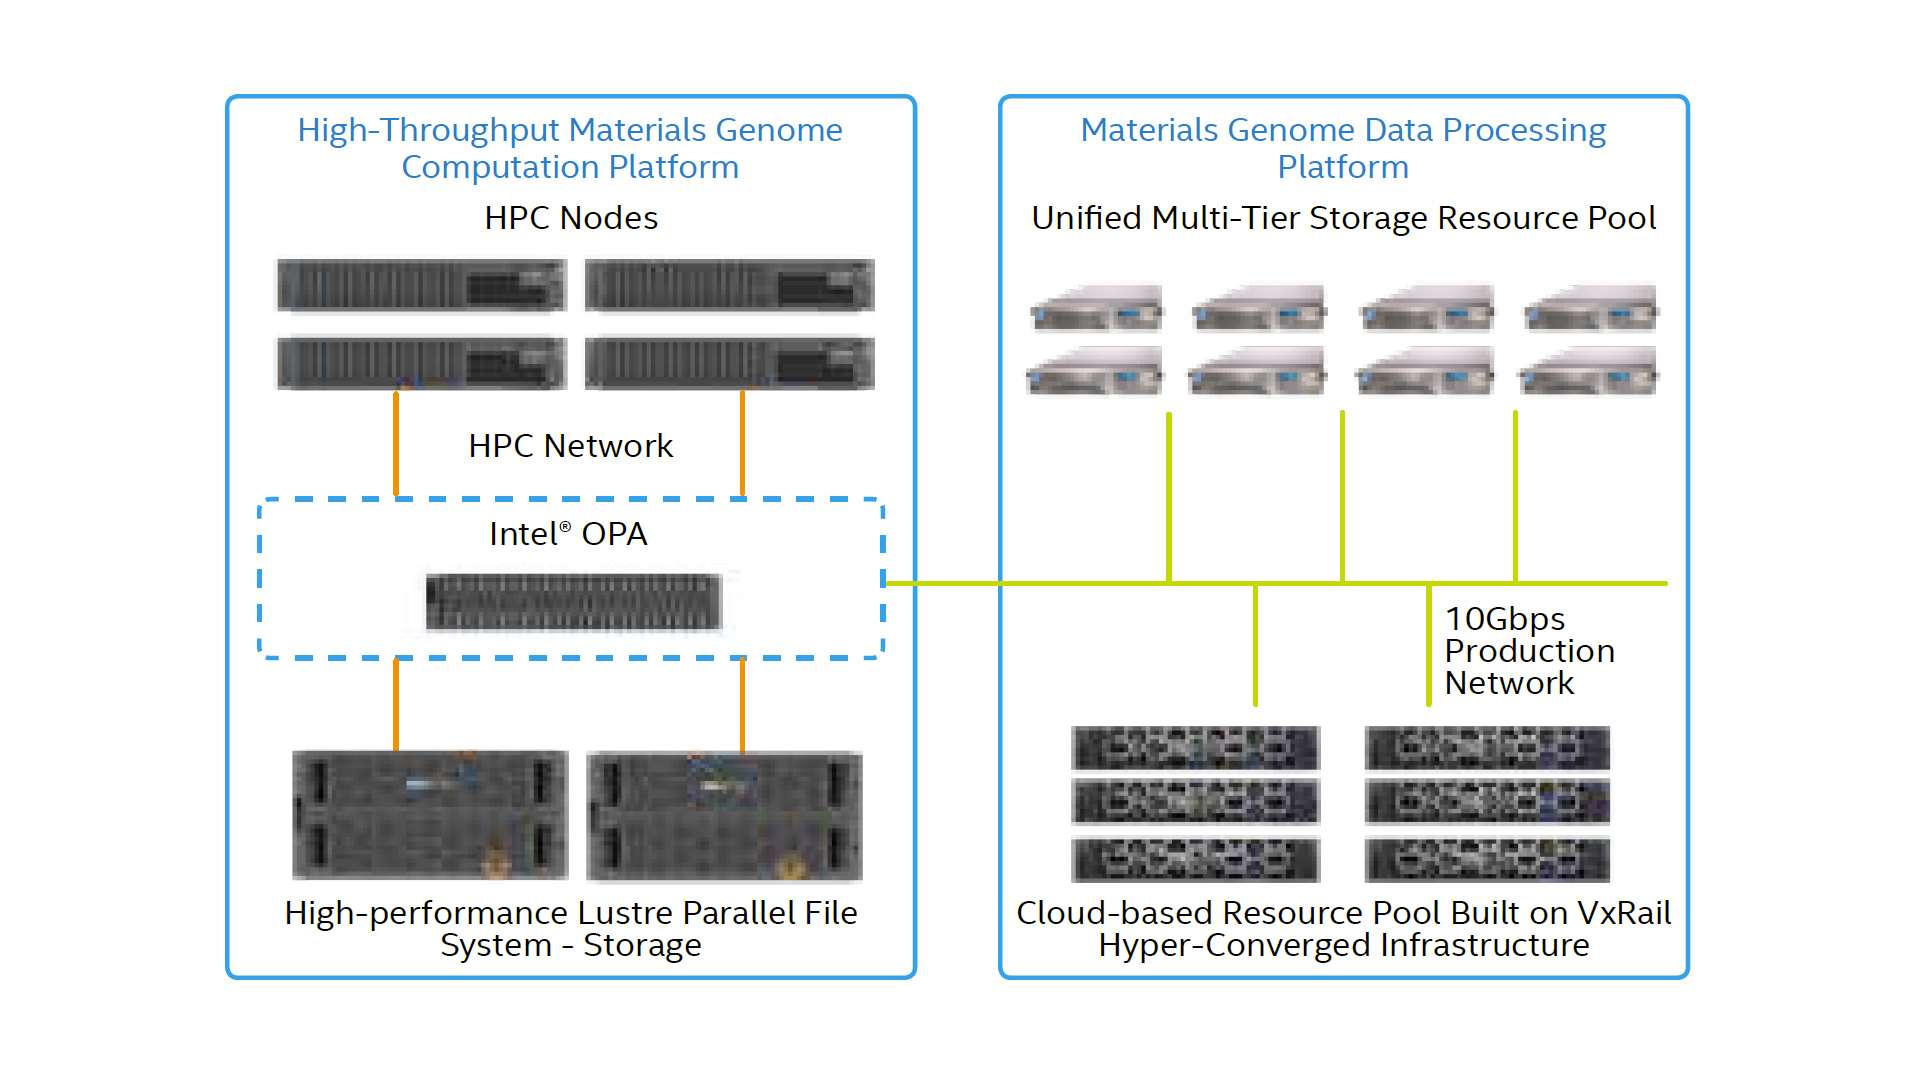 High-Throughput Materials Genome
Computation Platform
HPC Nodes
HPC Network
Intel® OPA
High-performance Lustre Parallel File
System - Storage
Materials Genome Data Processing
Platform
Unified Multi-Tier Storage Resource Pool
10Gbps
Production
Network
Cloud-based Resource Pool Built on VxRail
Hyper-Converged Infrastructure